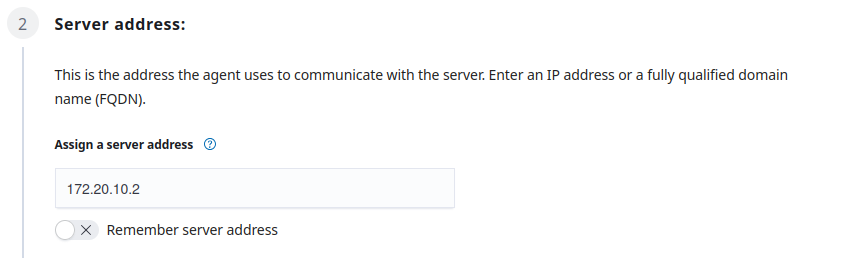 2
Server address:
This is the address the agent uses to communicate with the server. Enter an IP address or a fully qualified domain
name (FQDN).
Assign a server address ?
172.20.10.2
Remember server address